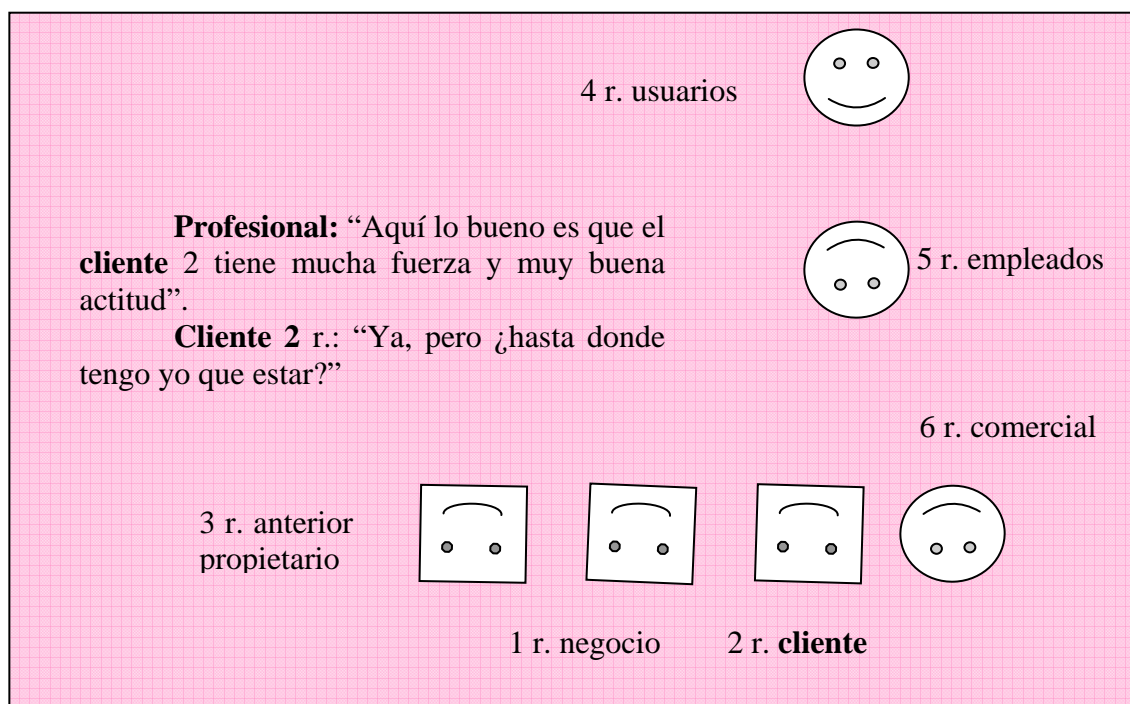 4 r. usuarios
Profesional: “Aquí lo bueno es que el
cliente 2 tiene mucha fuerza y muy buena
actitud”.
Cliente 2 r.: “Ya, pero ¿hasta donde
tengo yo que estar?”
5 r. empleados
6 r. comercial
3 r. anterior
propietario
1 r. negocio
2 r. cliente